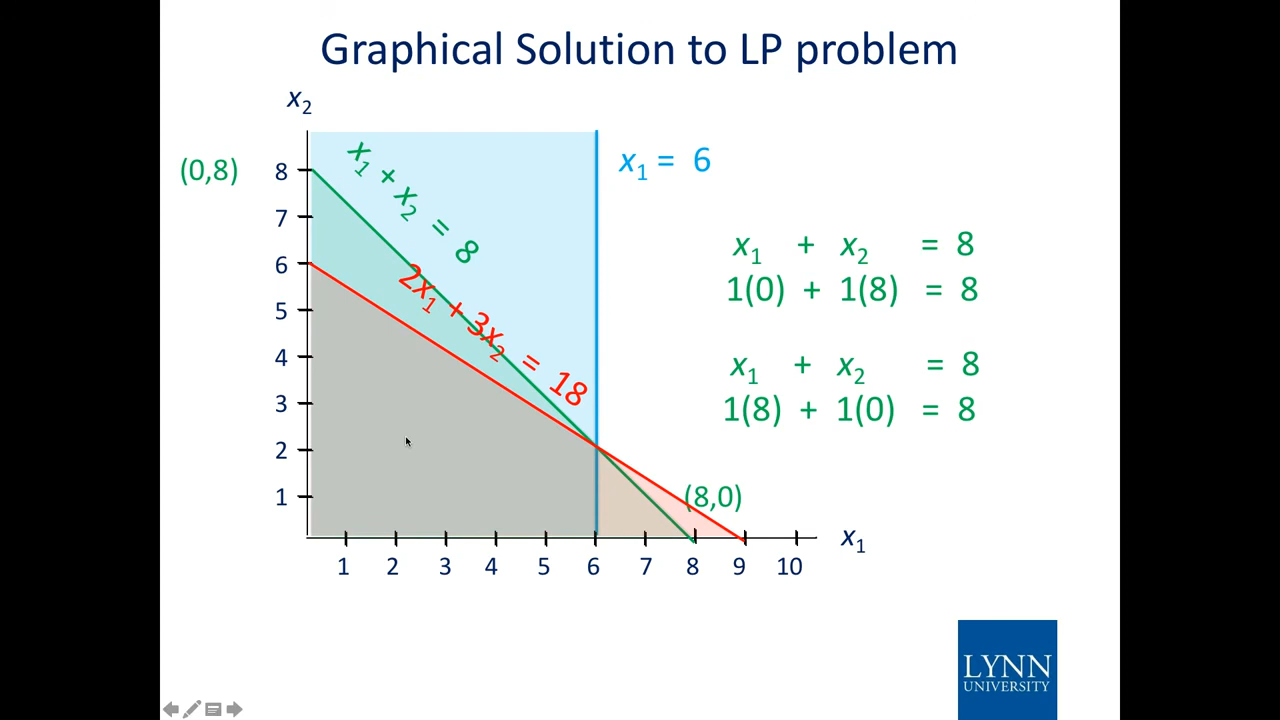 Graphical Solution to LP problem
x₂
(0,8)
8
7
6
5
4
3
2
1
x₁ + x₂ = 8
2x₁ + 3x₂ = 18
x₁ = 6
x₁ + x₂ = 8
1(0) + 1(8) = 8
x₁ + x₂ = 8
1(8) + 1(0) = 8
(8,0)
x₁
1 2 3 4 5 6 7 8 9 10
LYNN
UNIVERSITY